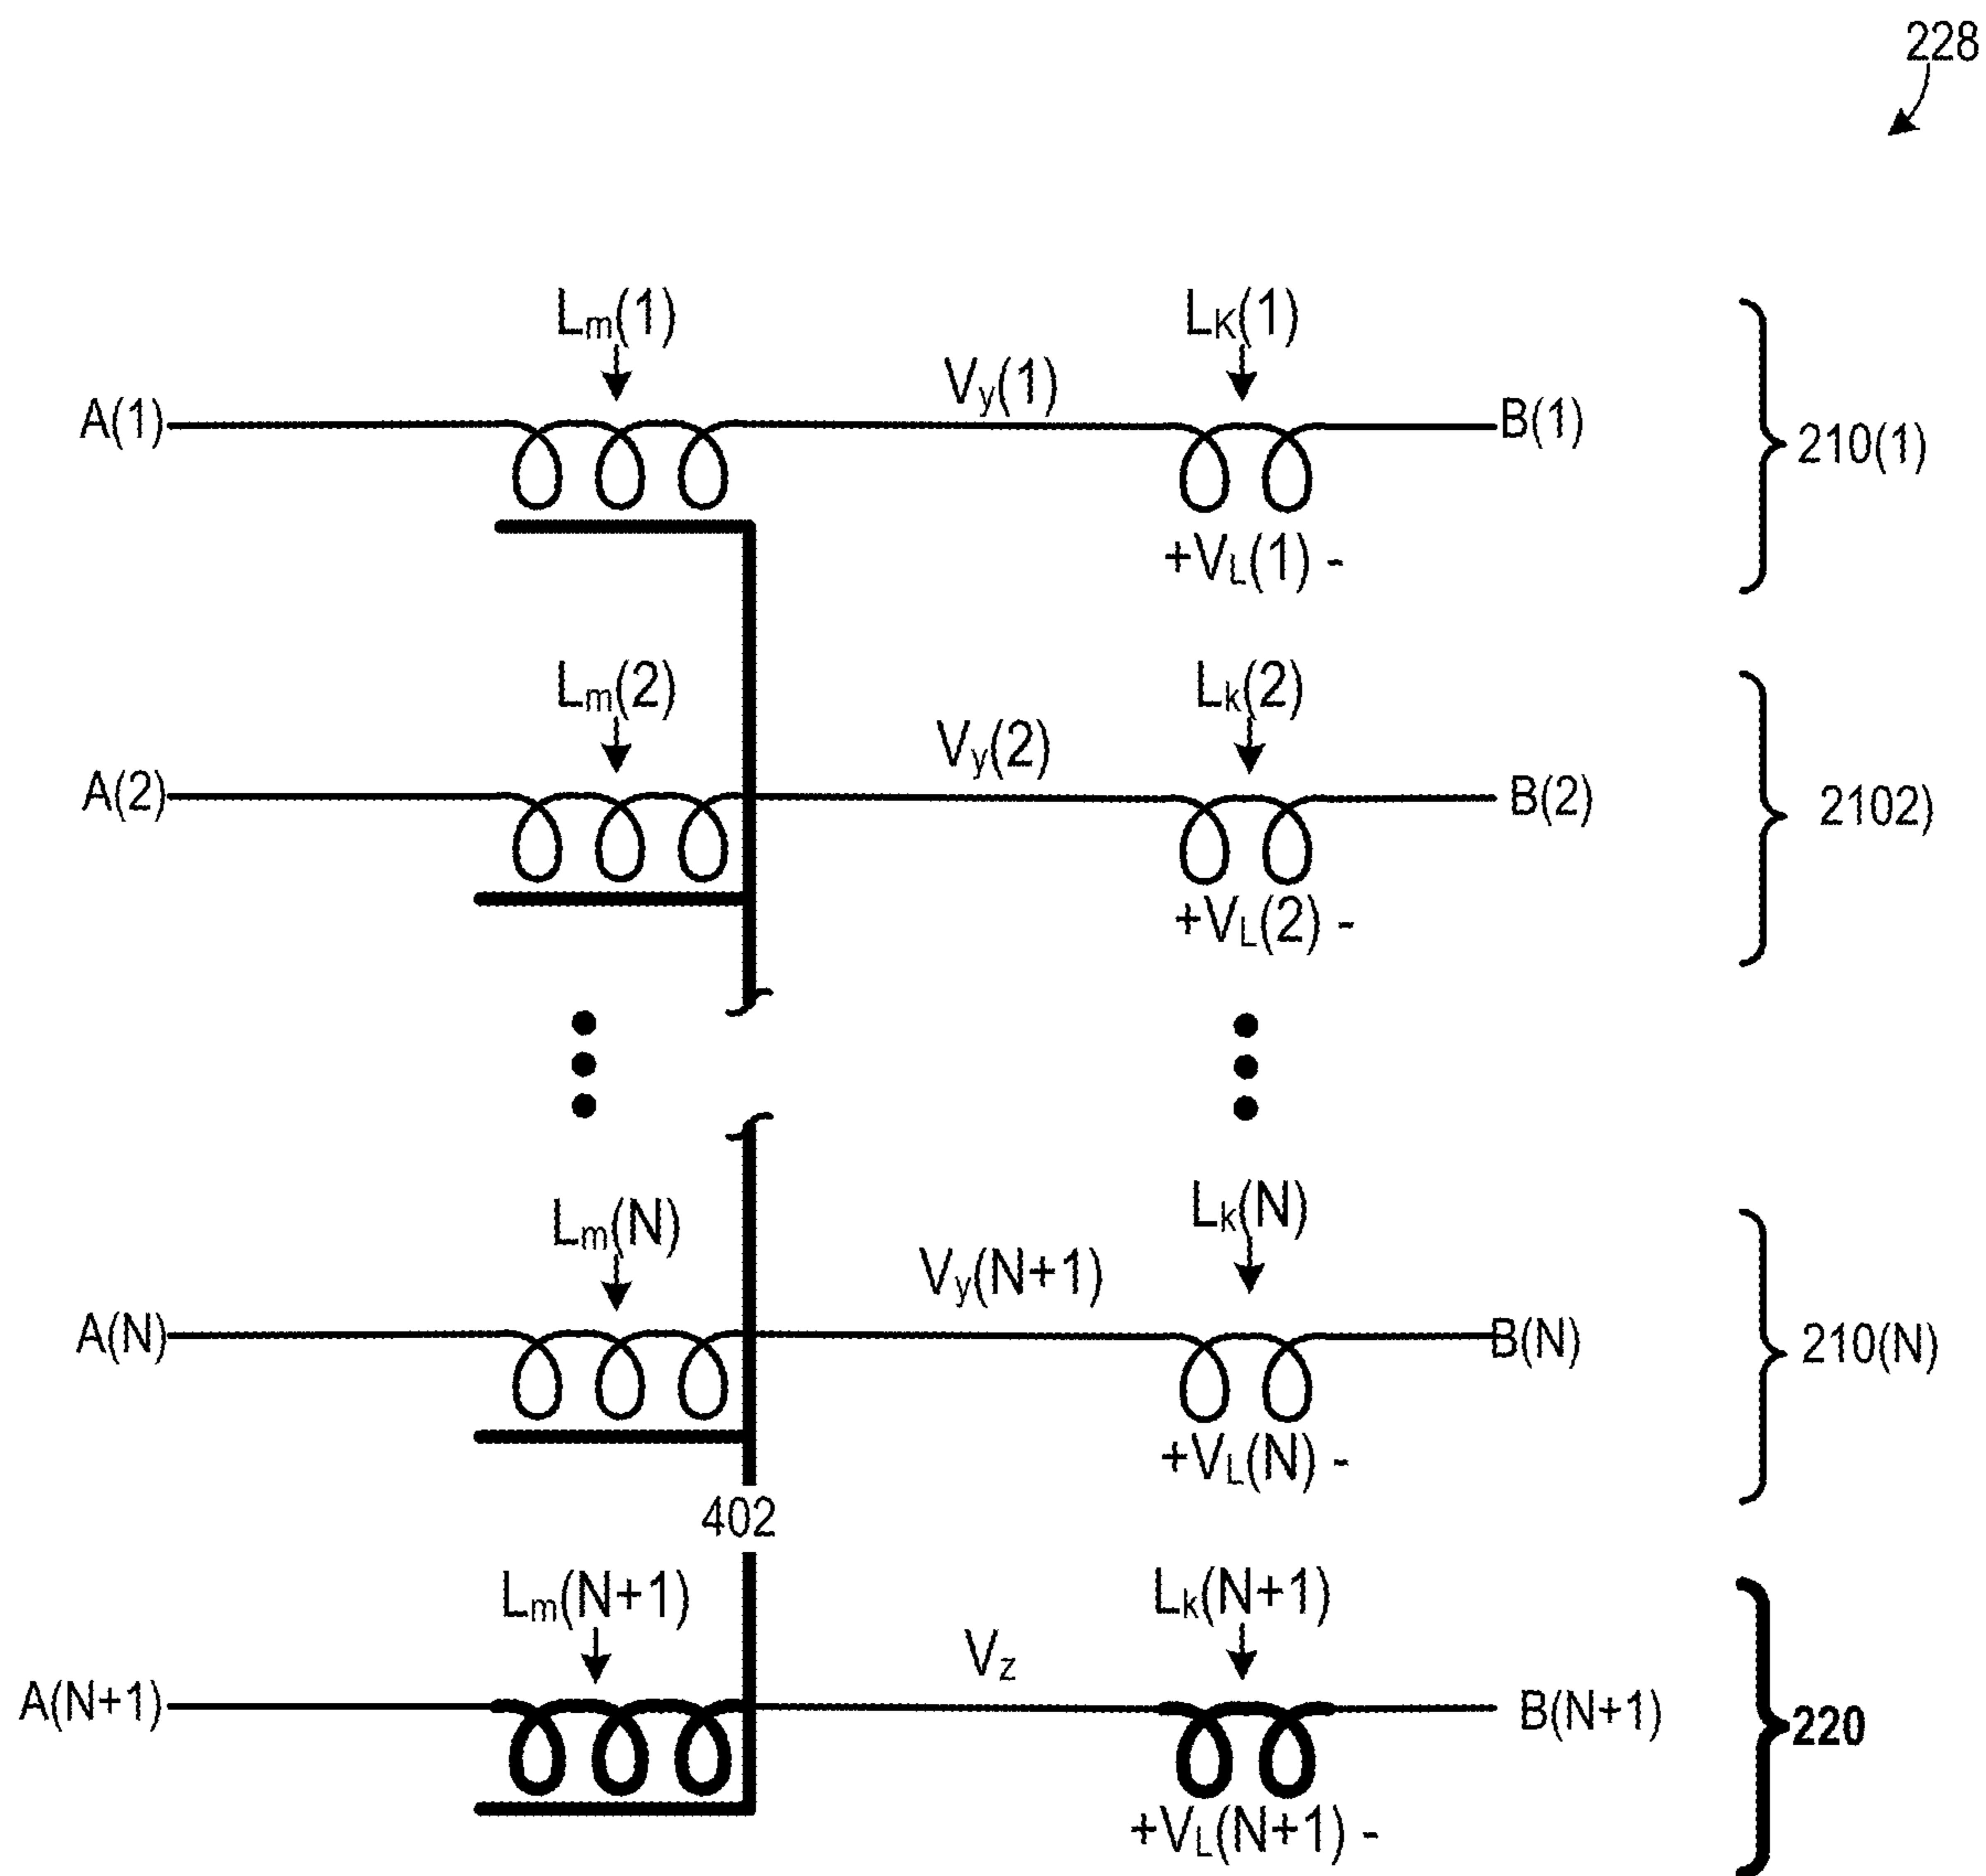 228
Lm(1)
LK(1)
Vy(1)
A(1)
B(1)
210(1)
+VL(1) -
Lm(2)
Lk(2)
Vy(2)
A(2)
B(2)
2102)
+VL(2) -
Lm(N)
Lk(N)
Vy(N+1)
A(N)
B(N)
210(N)
+VL(N) -
402
Lm(N+1)
Lk(N+1)
Vz
A(N+1)
B(N+1)
220
+VL(N+1) -